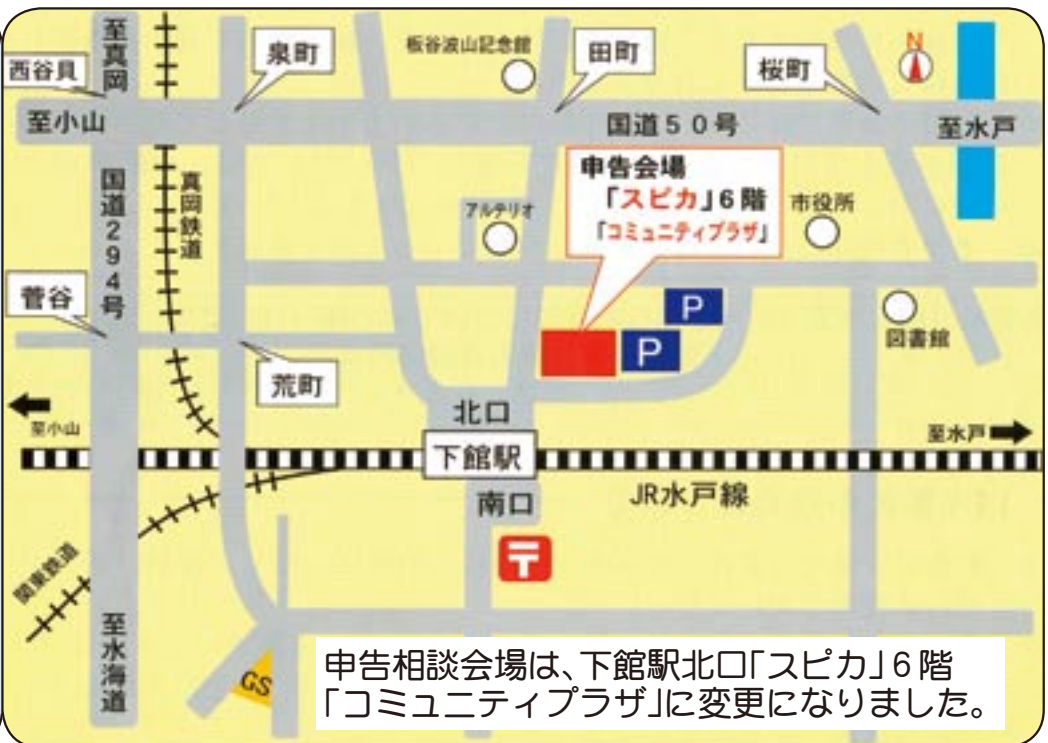 至真岡
泉町
板谷波山記念館
田町
桜町
N
西谷貝
至小山
国道50号
至水戸
国道294号
真岡鉄道
アルテリオ
申告会場
「スピカ」6階
「コミュニティプラザ」
市役所
菅谷
P
P
図書館
荒町
北口
至小山
至水戸
下館駅
南口
JR水戸線
〒
関東鉄道
至水海道
GS
申告相談会場は、下館駅北口「スピカ」6階
「コミュニティプラザ」に変更になりました。